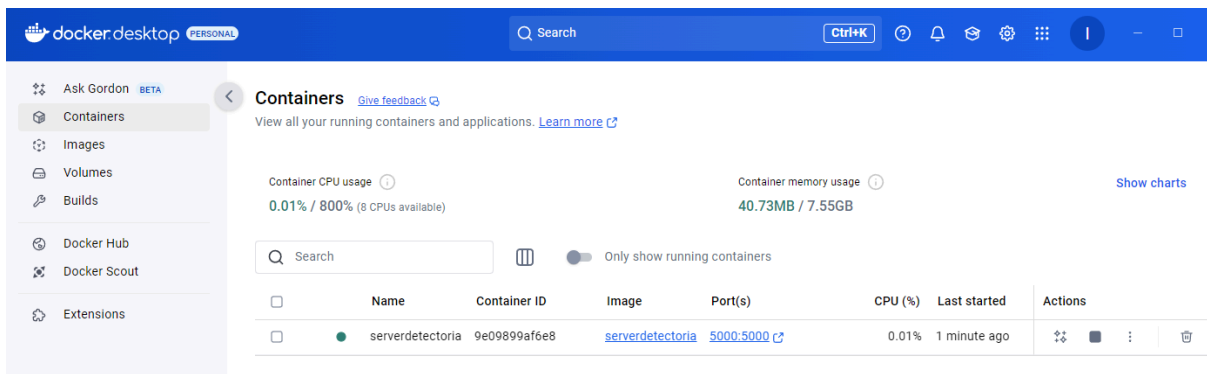 docker.desktop PERSONAL Search Ctrl+K I
Ask Gordon BETA
Containers
Images
Volumes
Builds
Docker Hub
Docker Scout
Extensions
Containers Give feedback
View all your running containers and applications. Learn more
Container CPU usage
0.01% / 800% (8 CPUs available)
Container memory usage
40.73MB / 7.55GB
Show charts
Search Only show running containers
Name Container ID Image Port(s) CPU (%) Last started Actions
serverdetectoria 9e09899af6e8 serverdetectoria 5000:5000 0.01% 1 minute ago